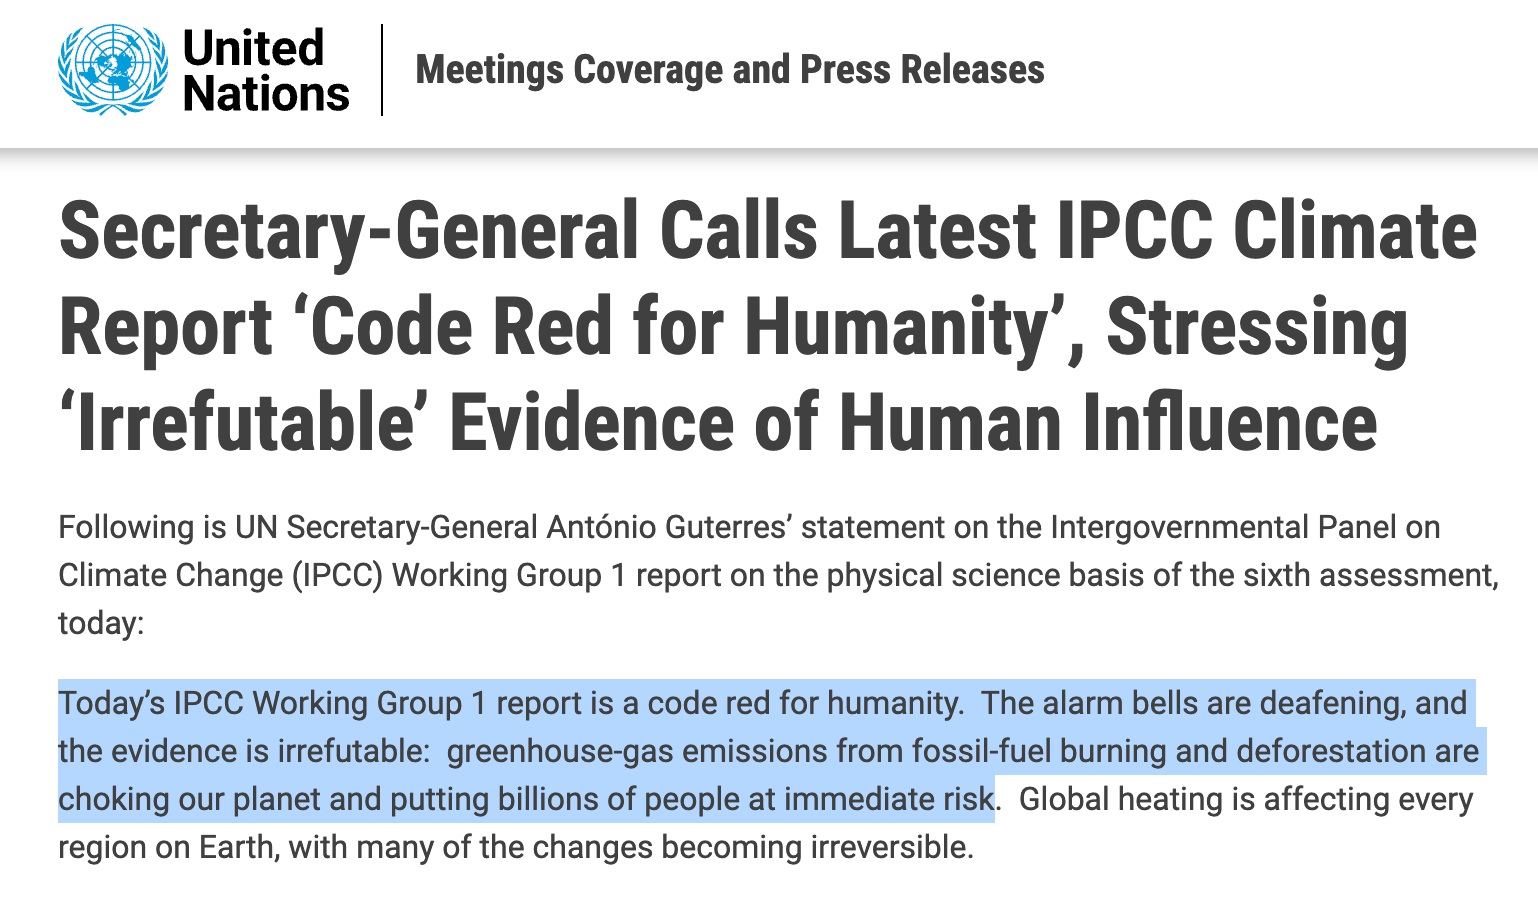 United
Nations
Meetings Coverage and Press Releases
Secretary-General Calls Latest IPCC Climate
Report ‘Code Red for Humanity’, Stressing
‘Irrefutable’ Evidence of Human Influence
Following is UN Secretary-General António Guterres’ statement on the Intergovernmental Panel on
Climate Change (IPCC) Working Group 1 report on the physical science basis of the sixth assessment,
today:
Today’s IPCC Working Group 1 report is a code red for humanity.  The alarm bells are deafening, and
the evidence is irrefutable:  greenhouse-gas emissions from fossil-fuel burning and deforestation are
choking our planet and putting billions of people at immediate risk.  Global heating is affecting every
region on Earth, with many of the changes becoming irreversible.